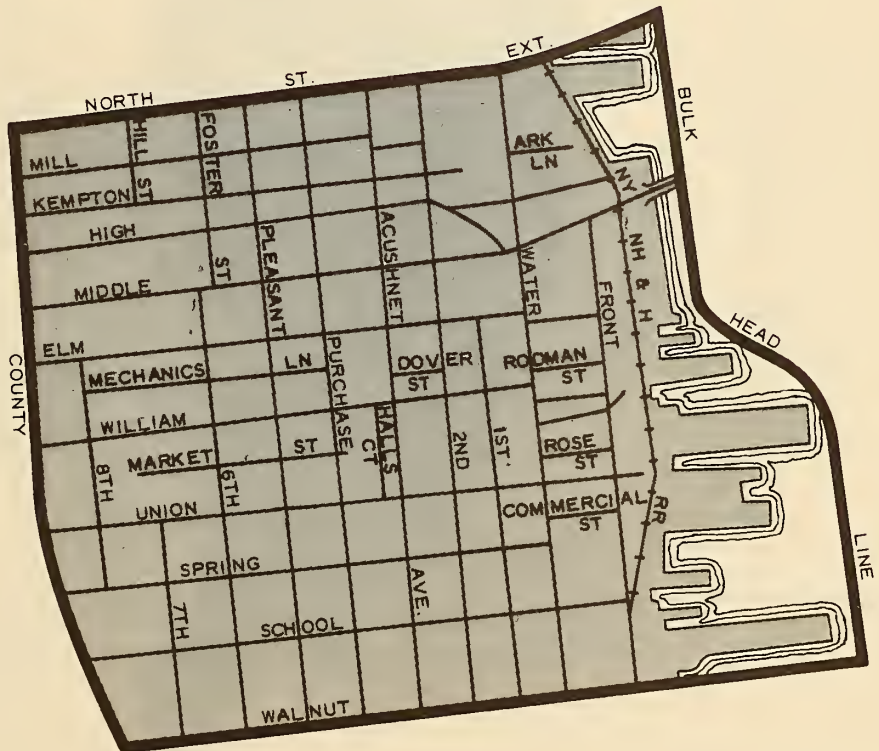 NORTH ST. EXT.
BULK
HEAD
LINE
COUNTY
MILL
HILL ST
FOSTER ST
KEMPTON
HIGH
MIDDLE
PLEASANT
ACUSHNET AVE.
ARK LN
WATER
NY NH & H RR
FRONT
ELM
MECHANICS LN
PURCHASE
DOVER ST
RODMAN ST
WILLIAM
HALLS CT
2ND
1ST
ROSE ST
MARKET ST
8TH
6TH
UNION
COMMERCIAL ST
SPRING
7TH
SCHOOL
WALNUT